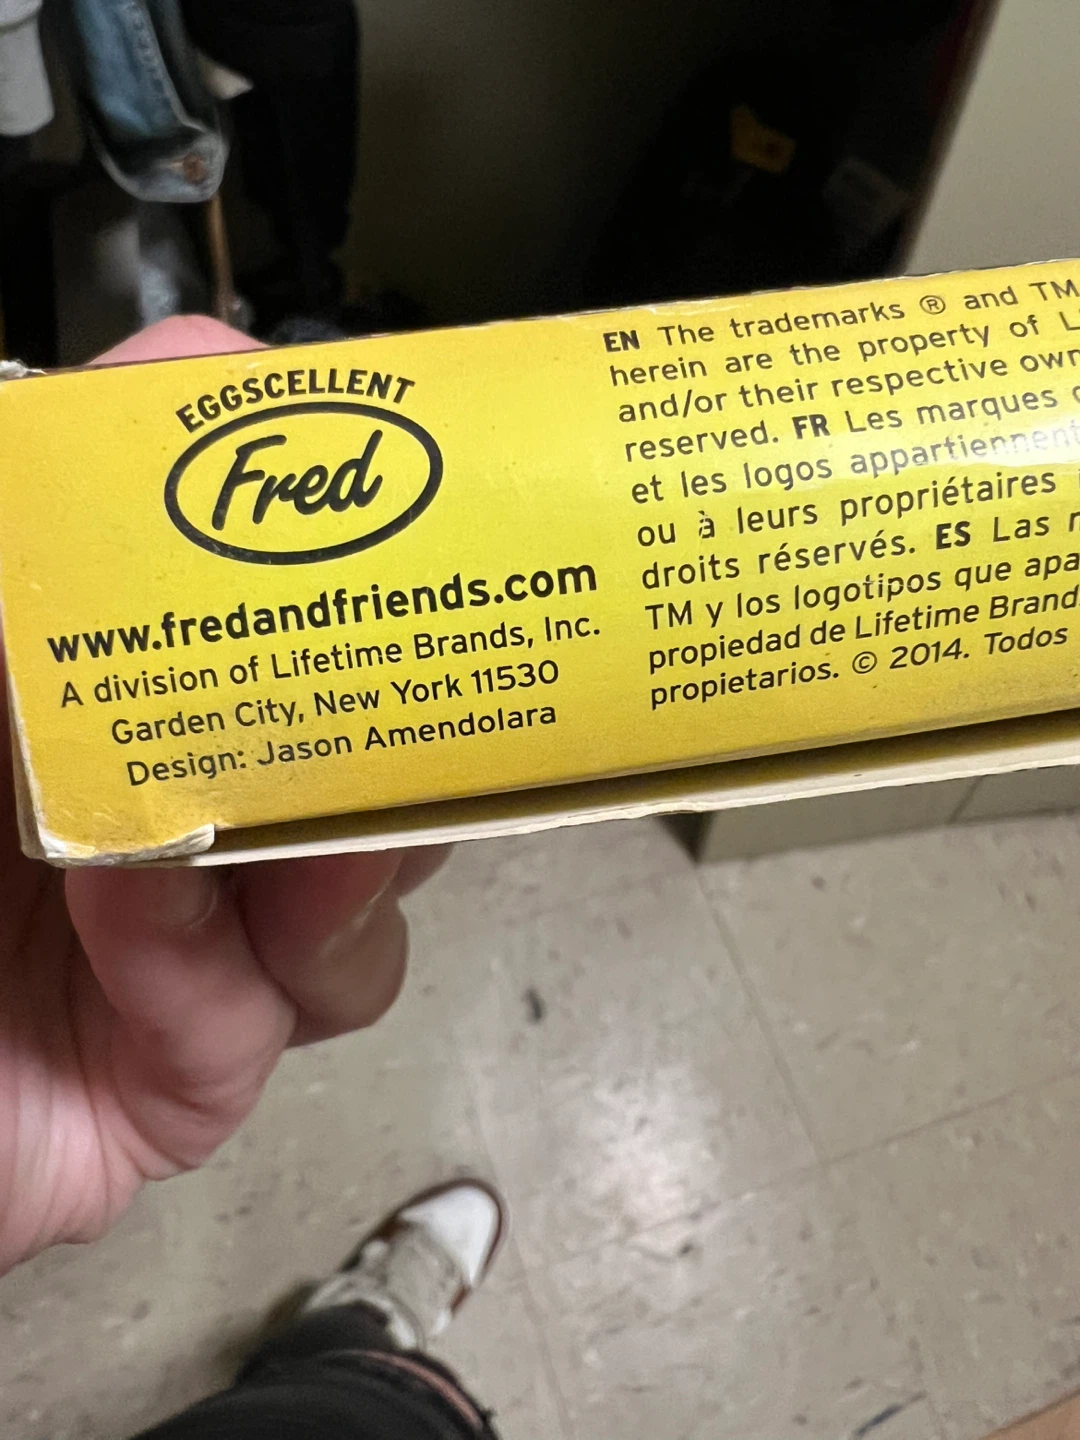 EGGSCELLENT
Fred
www.fredandfriends.com
A division of Lifetime Brands, Inc.
Garden City, New York 11530
Design: Jason Amendolara
EN The trademarks ® and TM
herein are the property of L
and/or their respective own
reserved. FR Les marques
et les logos appartiennent
ou à leurs propriétaires
droits réservés. ES Las
TM y los logotipos que apa
propiedad de Lifetime Brand
propietarios. © 2014. Todos